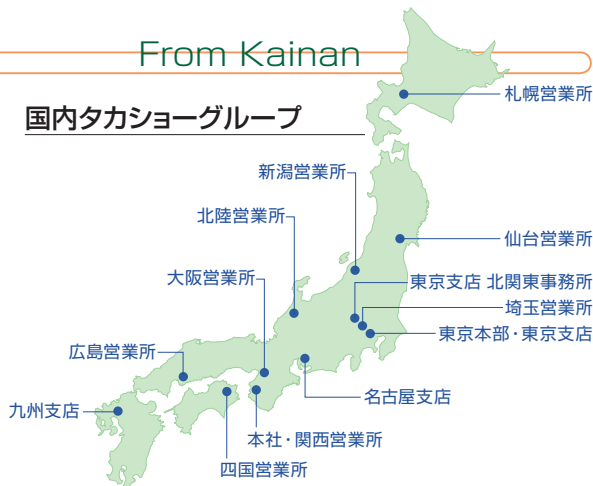 From Kainan
国内タカショーグループ
札幌営業所
新潟営業所
北陸営業所
仙台営業所
大阪営業所
東京支店 北関東事務所
埼玉営業所
東京本部・東京支店
広島営業所
名古屋支店
九州支店
本社・関西営業所
四国営業所